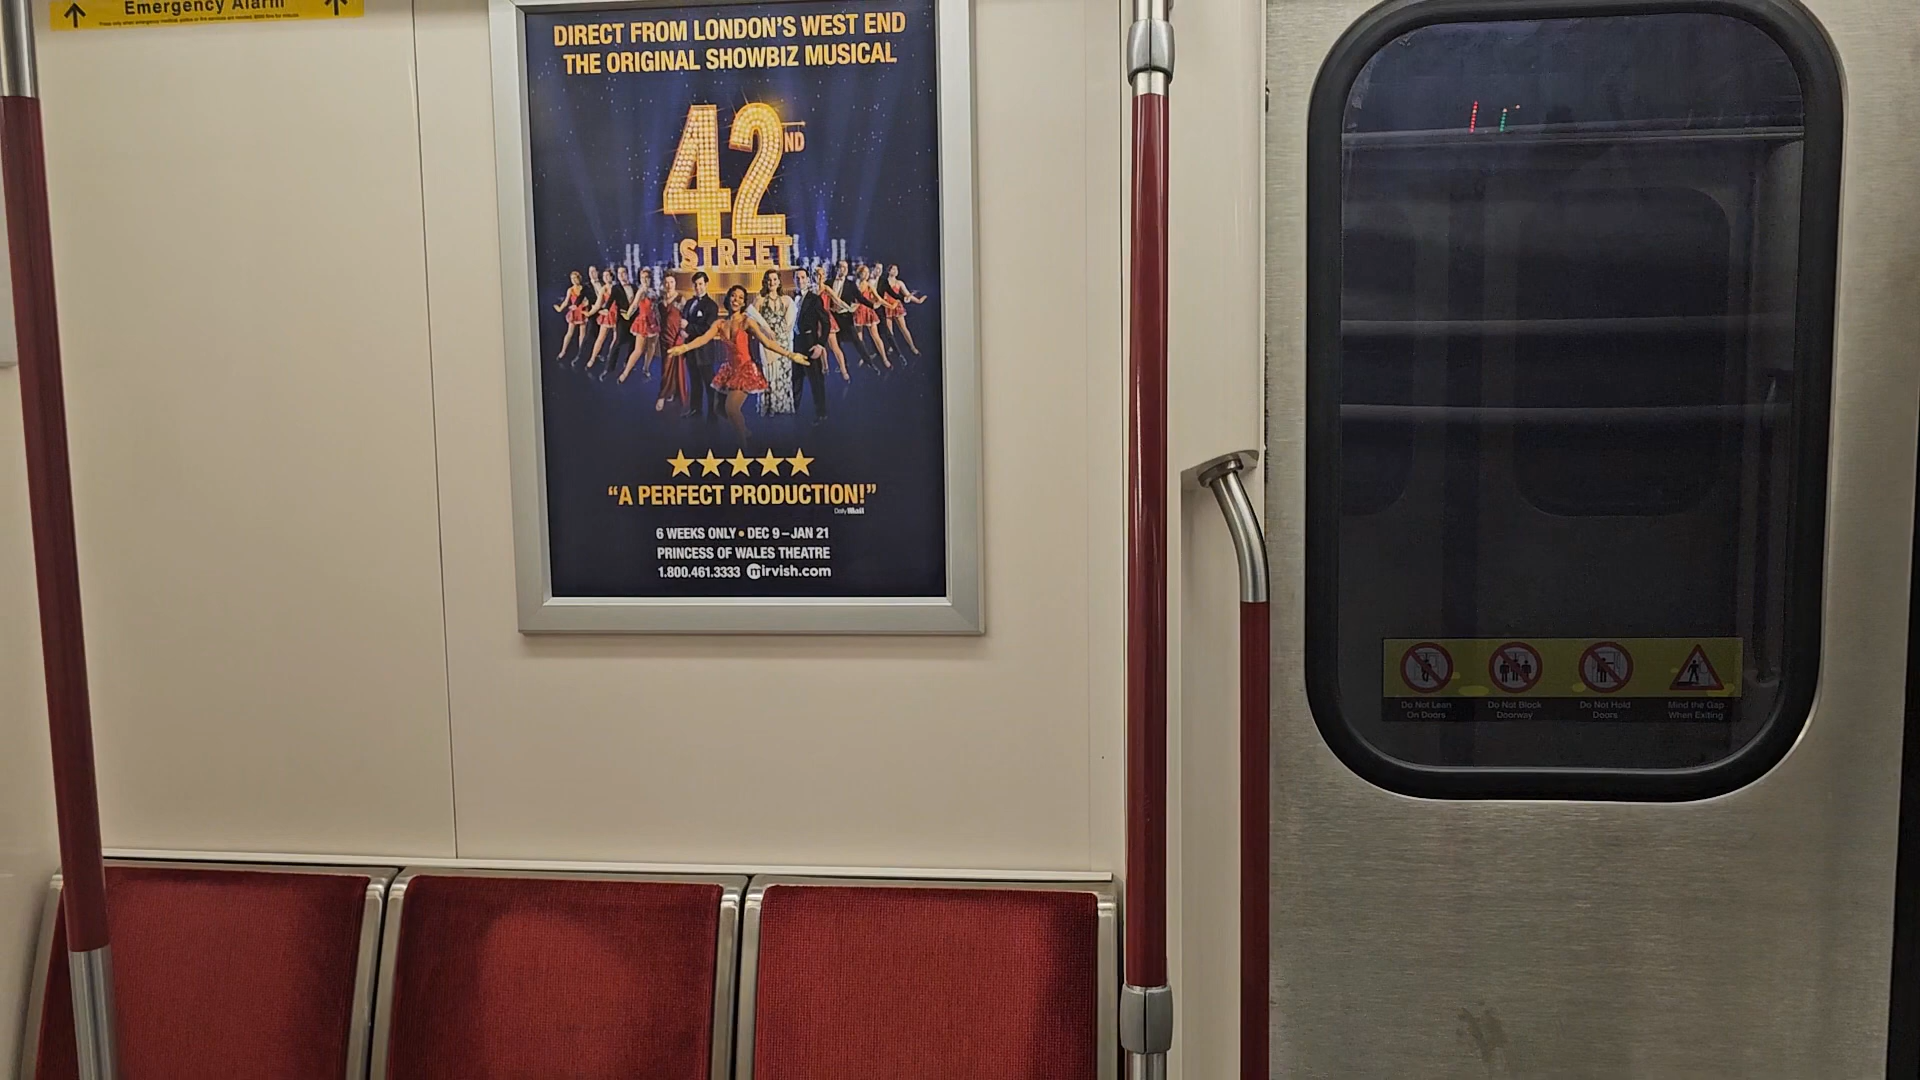 Emergency Alarm
DIRECT FROM LONDON'S WEST END
THE ORIGINAL SHOWBIZ MUSICAL
42ND
STREET
"A PERFECT PRODUCTION!"
Daily Mail
6 WEEKS ONLY • DEC 9 – JAN 21
PRINCESS OF WALES THEATRE
1.800.461.3333 mirvish.com
Do Not Lean
On Doors
Do Not Block
Doorway
Do Not Hold
Doors
Mind the Gap
When Exiting